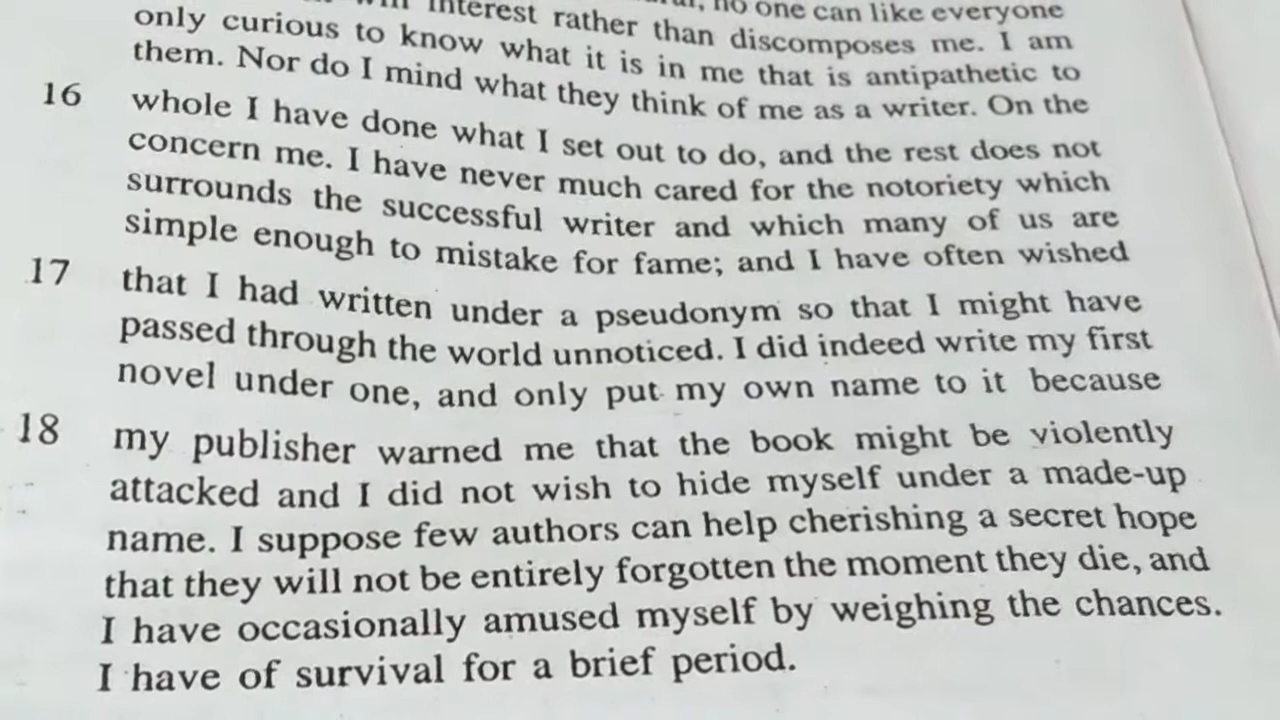 interest rather than discomposes me. I am
no one can like everyone
only curious to know what it is in me that is antipathetic to
them. Nor do I mind what they think of me as a writer. On the
16 whole I have done what I set out to do, and the rest does not
concern me. I have never much cared for the notoriety which
surrounds the successful writer and which many of us are
simple enough to mistake for fame; and I have often wished
17 that I had written under a pseudonym so that I might have
passed through the world unnoticed. I did indeed write my first
novel under one, and only put my own name to it because
18 my publisher warned me that the book might be violently
attacked and I did not wish to hide myself under a made-up
name. I suppose few authors can help cherishing a secret hope
that they will not be entirely forgotten the moment they die, and
I have occasionally amused myself by weighing the chances.
I have of survival for a brief period.